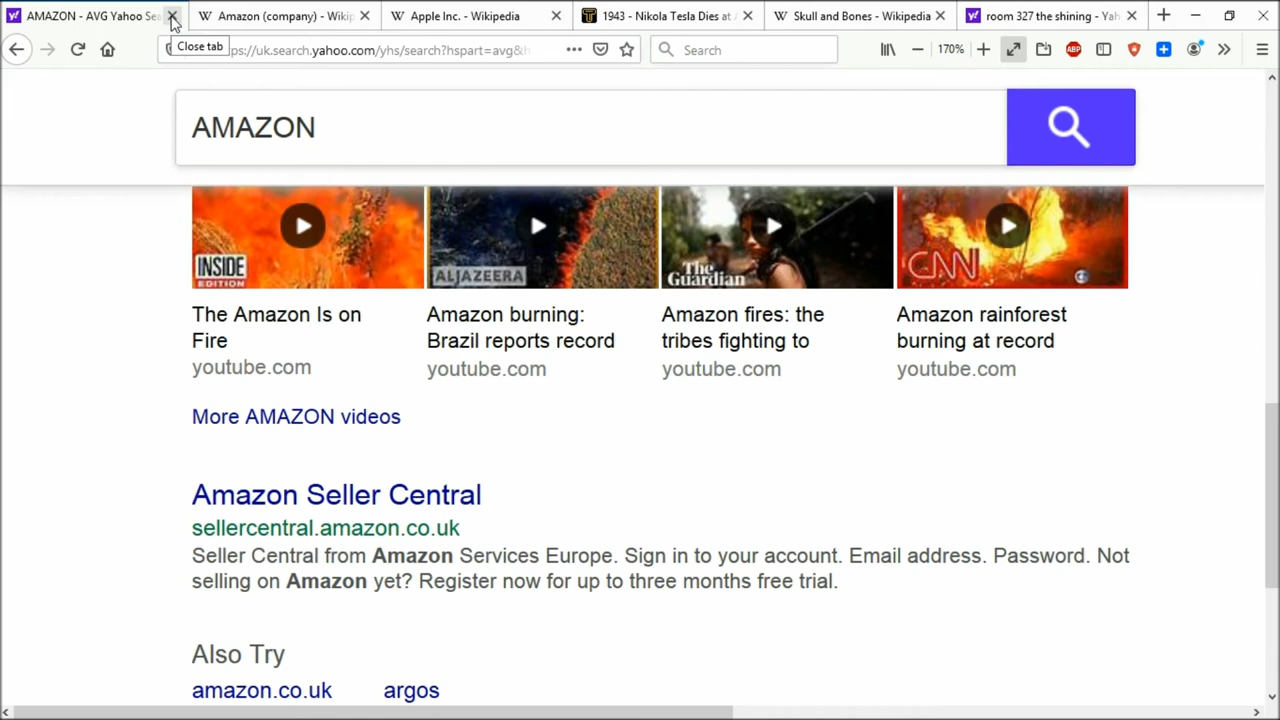 AMAZON - AVG Yahoo Sea
Amazon (company) - Wikip
Apple Inc. - Wikipedia
1943 - Nikola Tesla Dies at
Skull and Bones - Wikipedia
room 327 the shining - Yah
Close tab
ps://uk.search.yahoo.com/yhs/search?hspart=avg&h
Search
170%
ABP
AMAZON
INSIDE
EDITION
ALJAZEERA
The
Guardian
CNN
The Amazon Is on
Fire
youtube.com
Amazon burning:
Brazil reports record
youtube.com
Amazon fires: the
tribes fighting to
youtube.com
Amazon rainforest
burning at record
youtube.com
More AMAZON videos
Amazon Seller Central
sellercentral.amazon.co.uk
Seller Central from Amazon Services Europe. Sign in to your account. Email address. Password. Not
selling on Amazon yet? Register now for up to three months free trial.
Also Try
amazon.co.uk argos